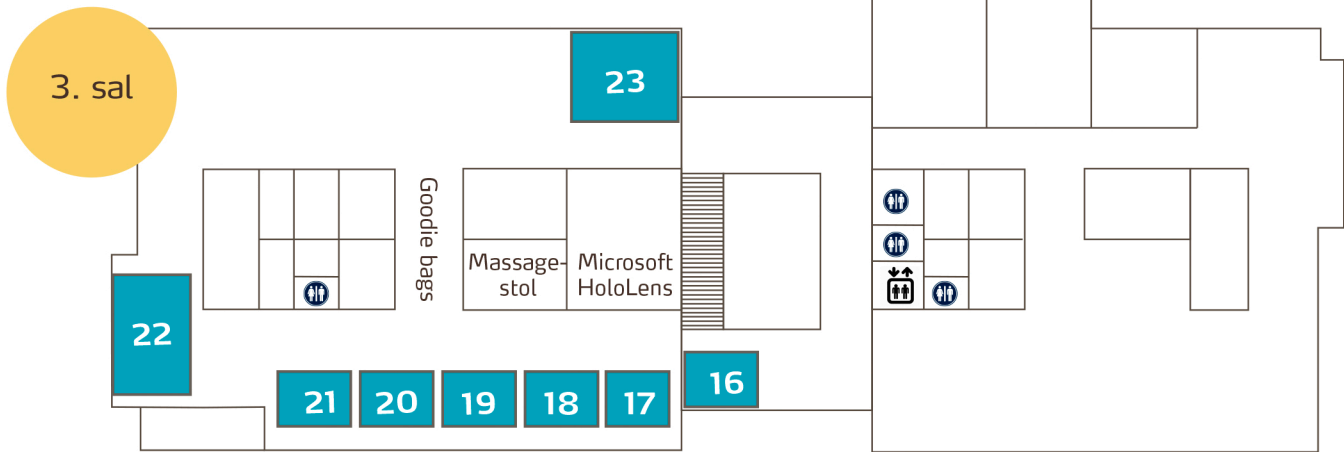 3. sal
23
Goodie bags
Massage-
stol
Microsoft
HoloLens
22
21
20
19
18
17
16